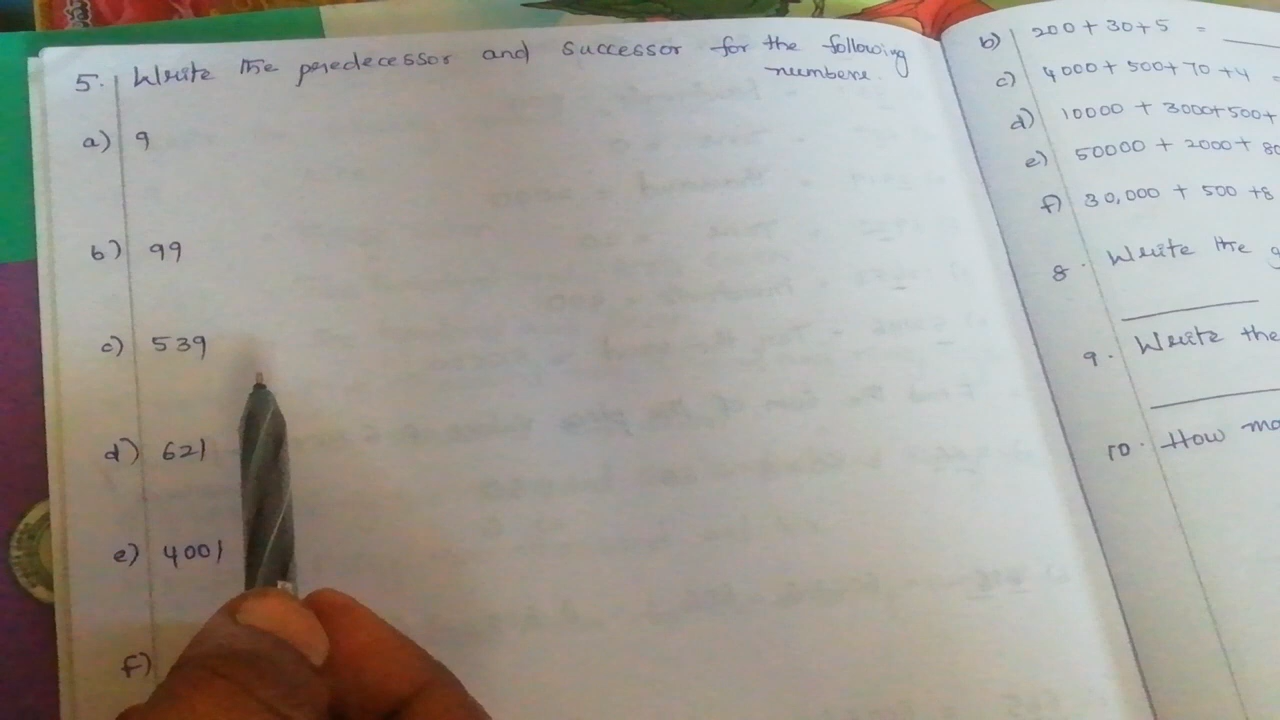 5. Write the predecessor and successor for the following
numbers.
a) 9
b) 99
c) 539
d) 621
e) 4001
f)
b) 200 + 30 + 5 =
c) 4000 + 500 + 70 + 4 =
d) 10000 + 3000 + 500 +
e) 50000 + 2000 + 80
f) 30,000 + 500 + 8
8. Write the g
9. Write the
10. How ma